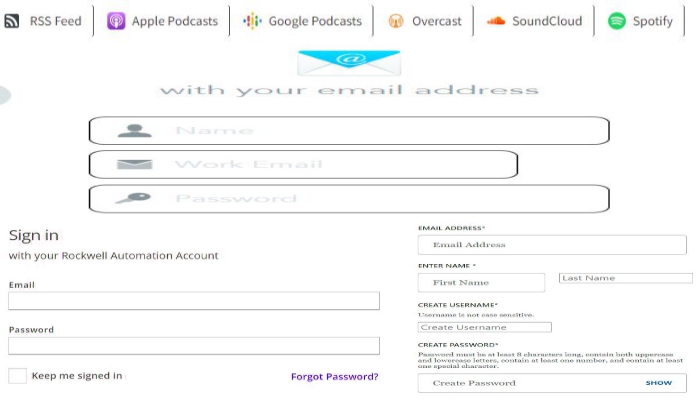 RSS Feed Apple Podcasts Google Podcasts Overcast SoundCloud Spotify
@
with your email address
Name
Work Email
Password
Sign in
with your Rockwell Automation Account
Email
Password
Keep me signed in Forgot Password?
EMAIL ADDRESS*
Email Address
ENTER NAME *
First Name Last Name
CREATE USERNAME*
Username is not case sensitive.
Create Username
CREATE PASSWORD*
Password must be at least 8 characters long, contain both uppercase
and lowercase letters, contain at least one number, and contain at least
one special character.
Create Password SHOW